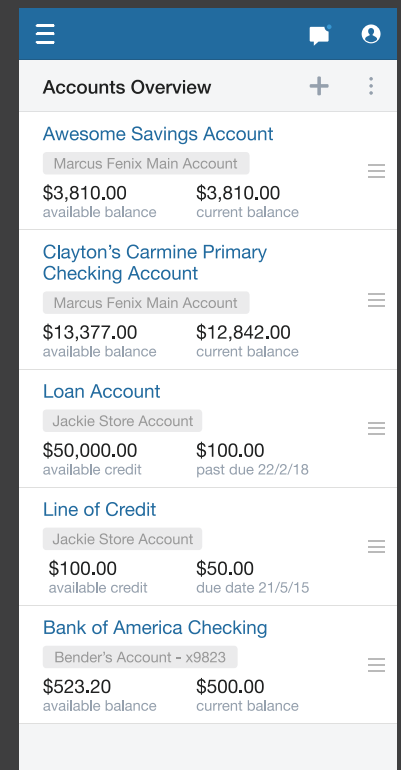 Accounts Overview
Awesome Savings Account
Marcus Fenix Main Account
$3,810.00 $3,810.00
available balance current balance
Clayton’s Carmine Primary
Checking Account
Marcus Fenix Main Account
$13,377.00 $12,842.00
available balance current balance
Loan Account
Jackie Store Account
$50,000.00 $100.00
available credit past due 22/2/18
Line of Credit
Jackie Store Account
$100.00 $50.00
available credit due date 21/5/15
Bank of America Checking
Bender’s Account - x9823
$523.20 $500.00
available balance current balance